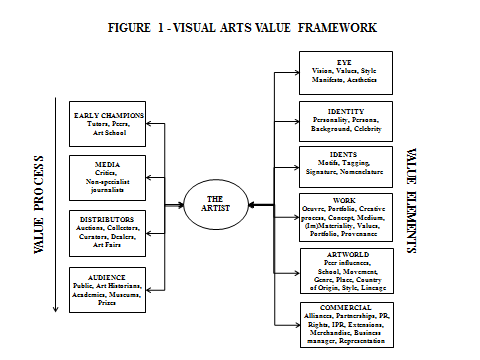 FIGURE 1 - VISUAL ARTS VALUE FRAMEWORK
VALUE PROCESS
EARLY CHAMPIONS
Tutors, Peers,
Art School
MEDIA
Critics,
Non-specialist
journalists
DISTRIBUTORS
Auctions, Collectors,
Curators, Dealers,
Art Fairs
AUDIENCE
Public, Art Historians,
Academics, Museums,
Prizes
THE
ARTIST
EYE
Vision, Values, Style
Manifesto, Aesthetics
IDENTITY
Personality, Persona,
Background, Celebrity
IDENTS
Motifs, Tagging,
Signature, Nomenclature
WORK
Oeuvre, Portfolio, Creative
process, Concept, Medium,
(Im)Materiality, Values,
Portfolio, Provenance
ARTWORLD
Peer influences,
School, Movement,
Genre, Place, Country
of Origin, Style, Lineage
COMMERCIAL
Alliances, Partnerships, PR,
Rights, IPR, Extensions,
Merchandise, Business
manager, Representation
VALUE ELEMENTS